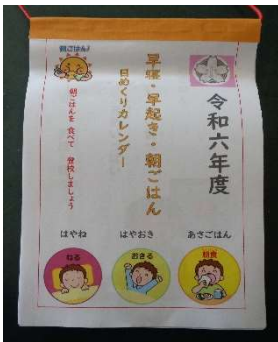 令和六年度
早寝・早起き・朝ごはん
日めくりカレンダー
朝ごはん♪
朝ごはんを 食べて 登校しましょう
あさごはん
はやおき
はやね
朝食
おきる
ねる